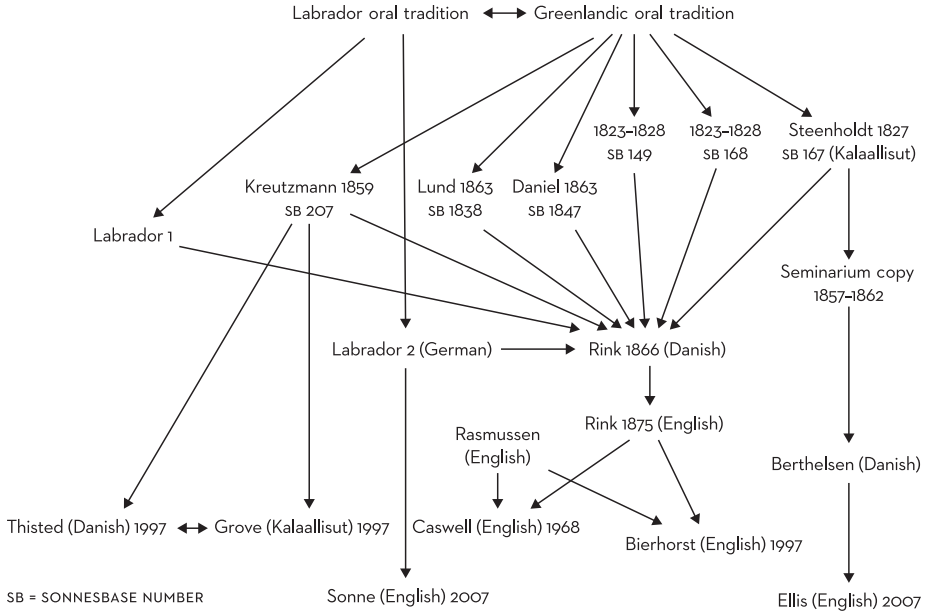 Labrador oral tradition
Greenlandic oral tradition
1823–1828
SB 149
1823–1828
SB 168
Steenholdt 1827
SB 167 (Kalaallisut)
Kreutzmann 1859
SB 207
Lund 1863
SB 1838
Daniel 1863
SB 1847
Labrador 1
Seminarium copy
1857–1862
Labrador 2 (German)
Rink 1866 (Danish)
Rink 1875 (English)
Rasmussen
(English)
Berthelsen (Danish)
Thisted (Danish) 1997
Grove (Kalaallisut) 1997
Caswell (English) 1968
Bierhorst (English) 1997
SB = SONNESBASE NUMBER
Sonne (English) 2007
Ellis (English) 2007